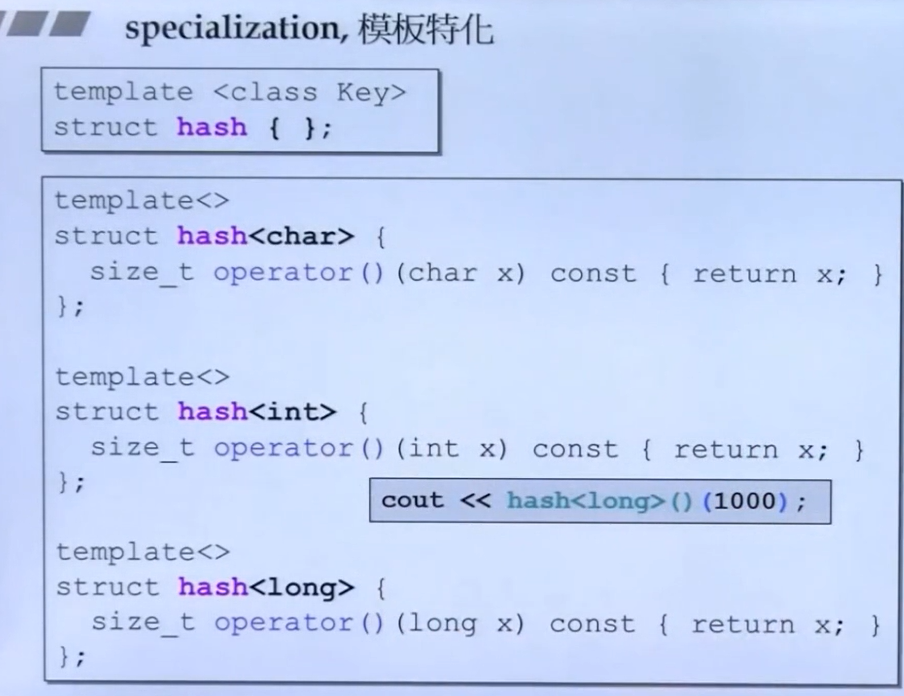 specialization, 模板特化
template <class Key>
struct hash { };
template<>
struct hash<char> {
size_t operator()(char x) const { return x; }
};
template<>
struct hash<int> {
size_t operator()(int x) const { return x; }
};
cout << hash<long>()(1000);
template<>
struct hash<long> {
size_t operator()(long x) const { return x; }
};